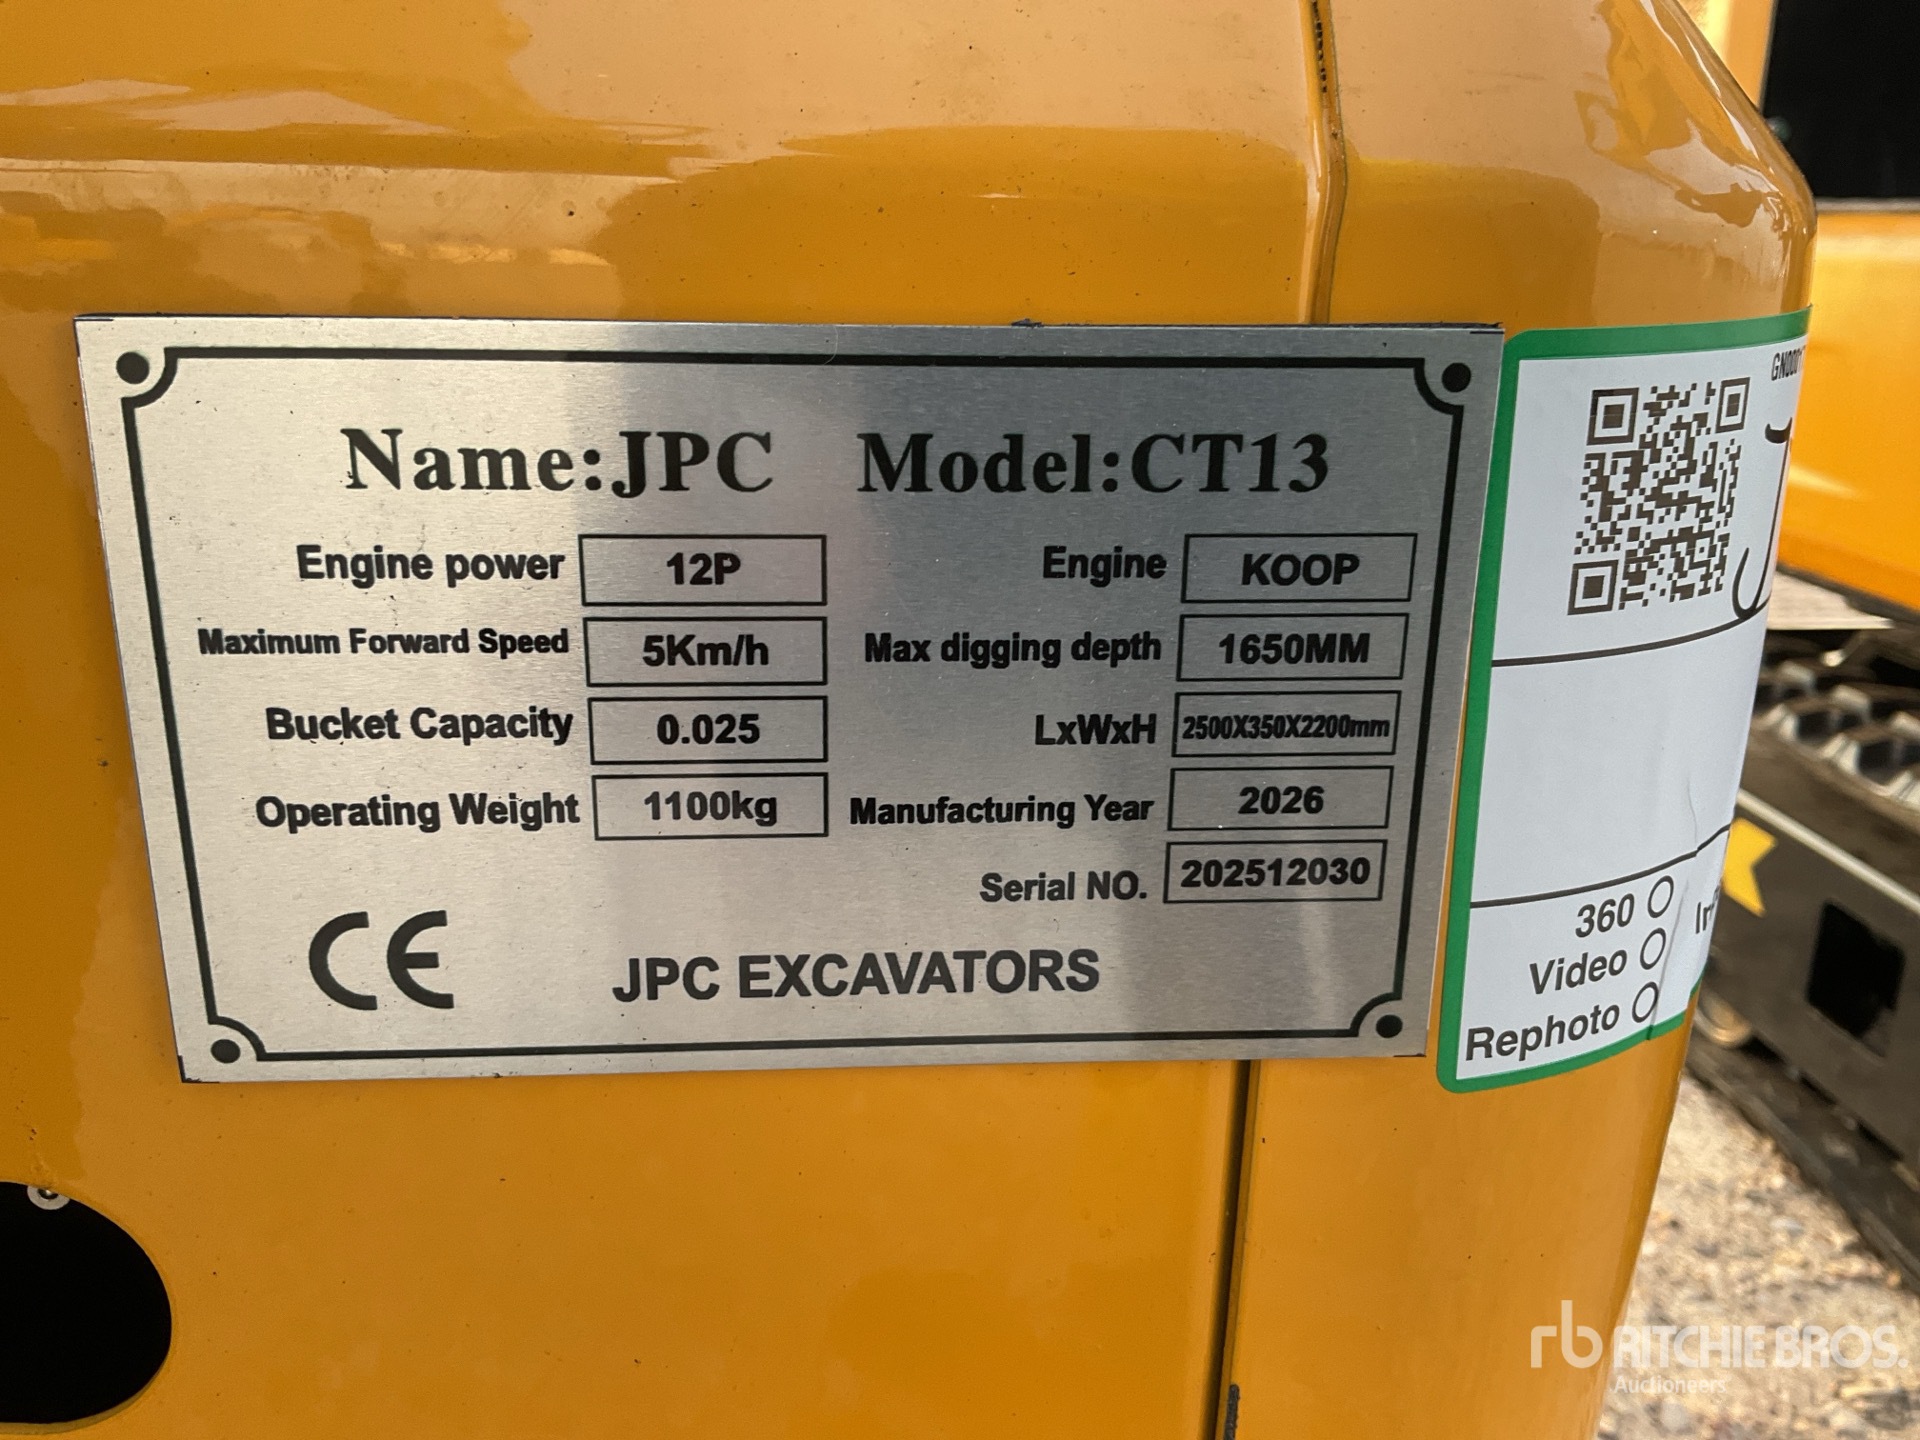 Name:JPC Model:CT13
Engine power 12P Engine KOOP
Maximum Forward Speed 5Km/h Max digging depth 1650MM
Bucket Capacity 0.025 LxWxH 2500X350X2200mm
Operating Weight 1100kg Manufacturing Year 2026
Serial NO. 202512030
CE JPC EXCAVATORS
360
Video
Rephoto
rb RITCHIE BROS.
Auctioneers